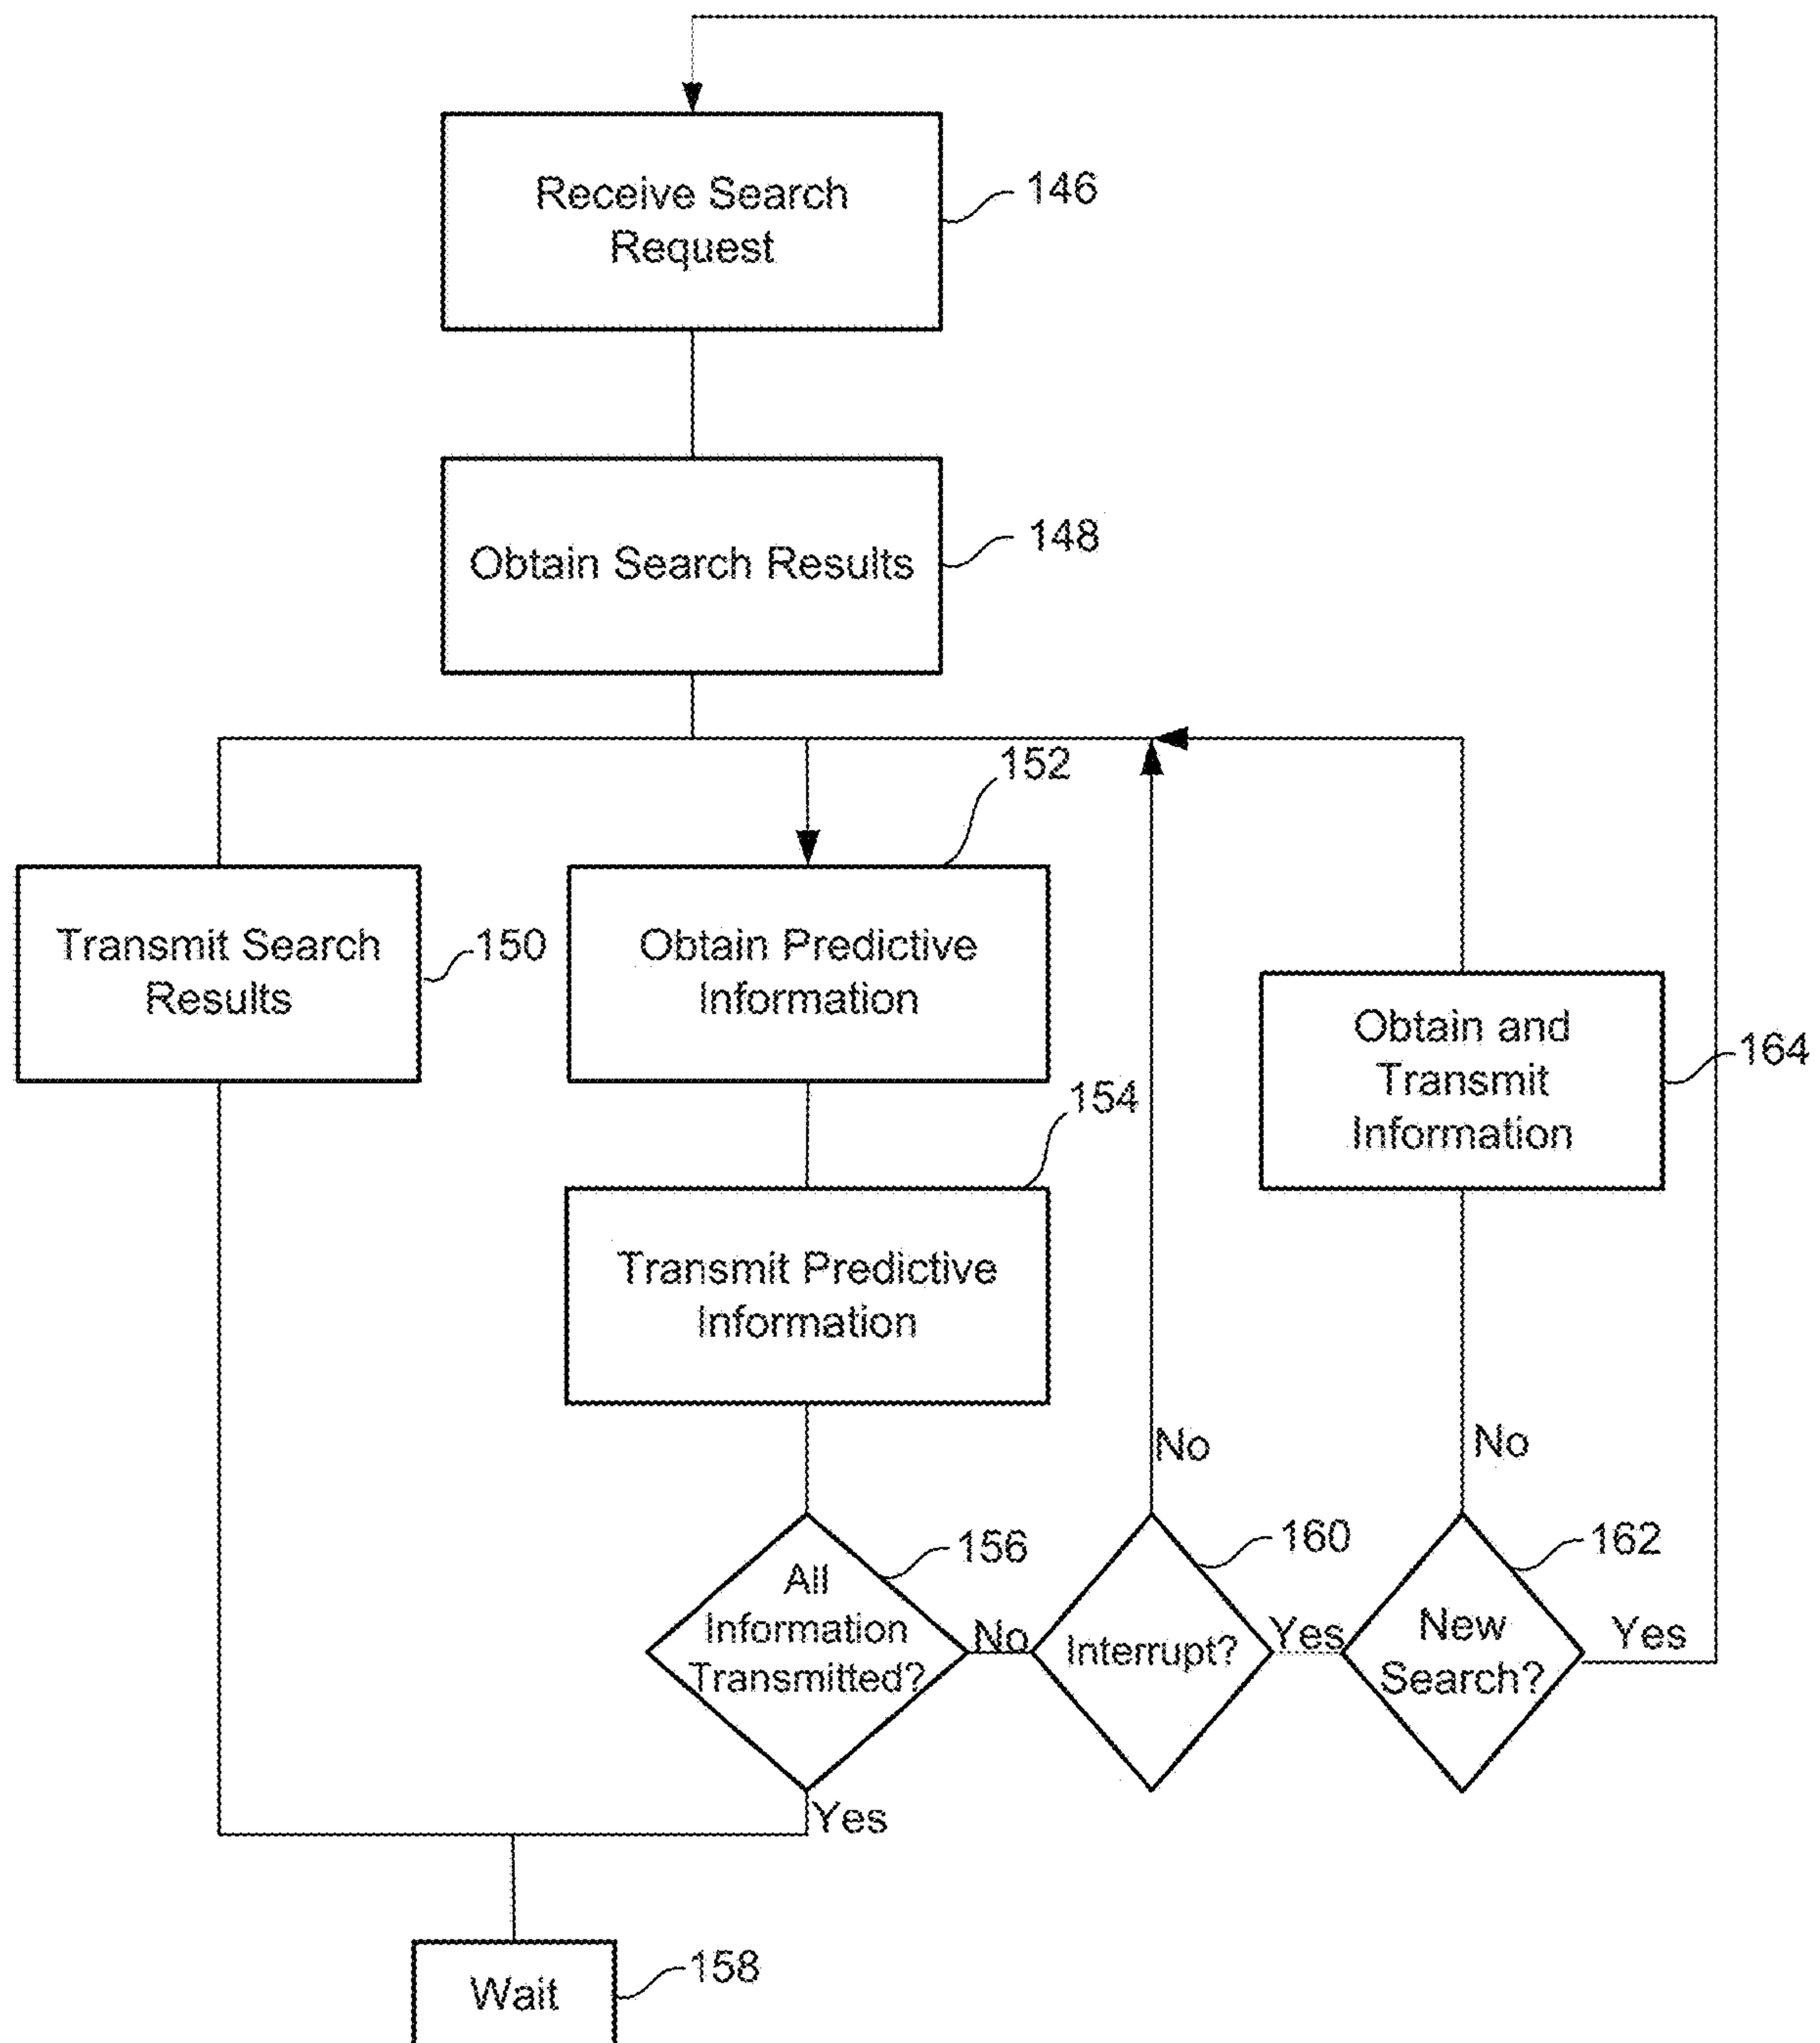 Receive Search
Request
146
Obtain Search Results
148
152
Transmit Search
Results
150
Obtain Predictive
Information
Obtain and
Transmit
Information
164
154
Transmit Predictive
Information
No
No
156
160
162
All
Information
Transmitted?
No
Interrupt?
Yes
New
Search?
Yes
Yes
Wait
158